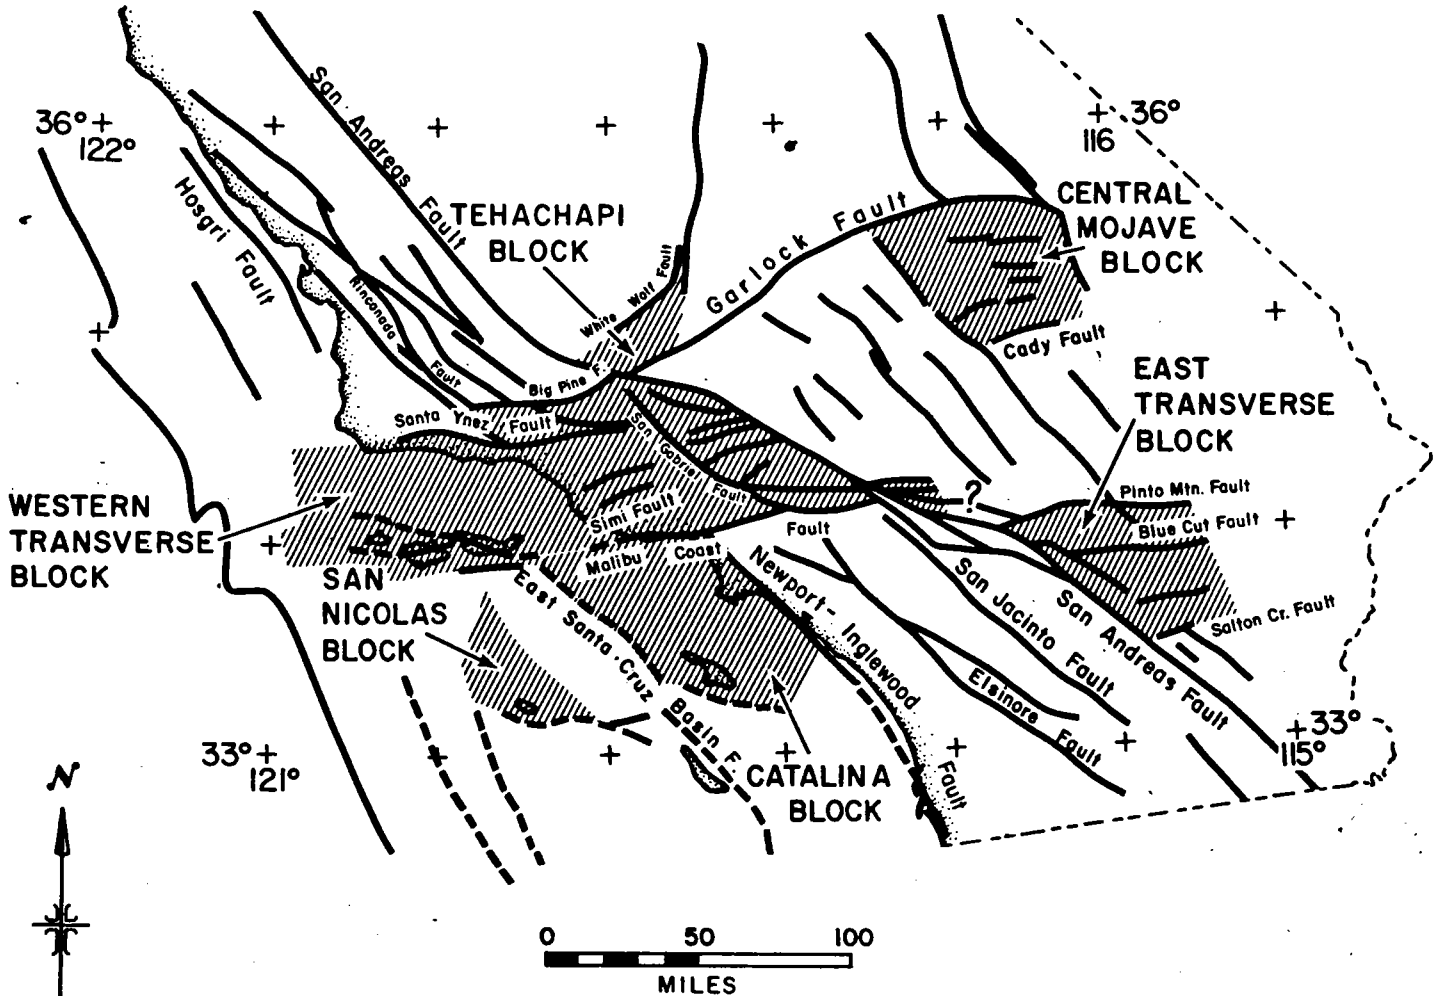 36°
122°
San Andreas Fault
36°
116
Hosgri Fault
TEHACHAPI
BLOCK
CENTRAL
MOJAVE
BLOCK
Garlock Fault
White Wolf Fault
Rinconada Fault
Big Pine F.
Cady Fault
EAST
TRANSVERSE
BLOCK
Santa Ynez Fault
San Gabriel Fault
?
Pinto Mtn. Fault
Blue Cut Fault
WESTERN
TRANSVERSE
BLOCK
Simi Fault
Malibu Coast Fault
SAN
NICOLAS
BLOCK
East Santa Cruz Basin F.
Newport-Inglewood Fault
San Jacinto Fault
San Andreas Fault
Salton Cr. Fault
Elsinore Fault
33°
121°
33°
115°
CATALINA
BLOCK
N
0 50 100
MILES